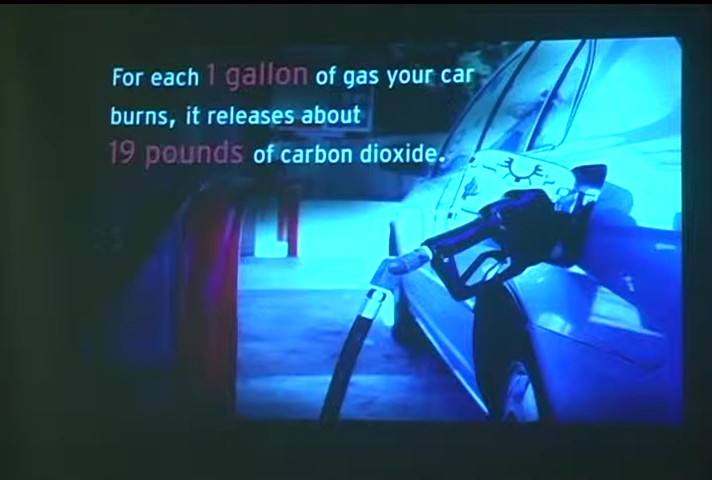 For each 1 gallon of gas your car
burns, it releases about
19 pounds of carbon dioxide.